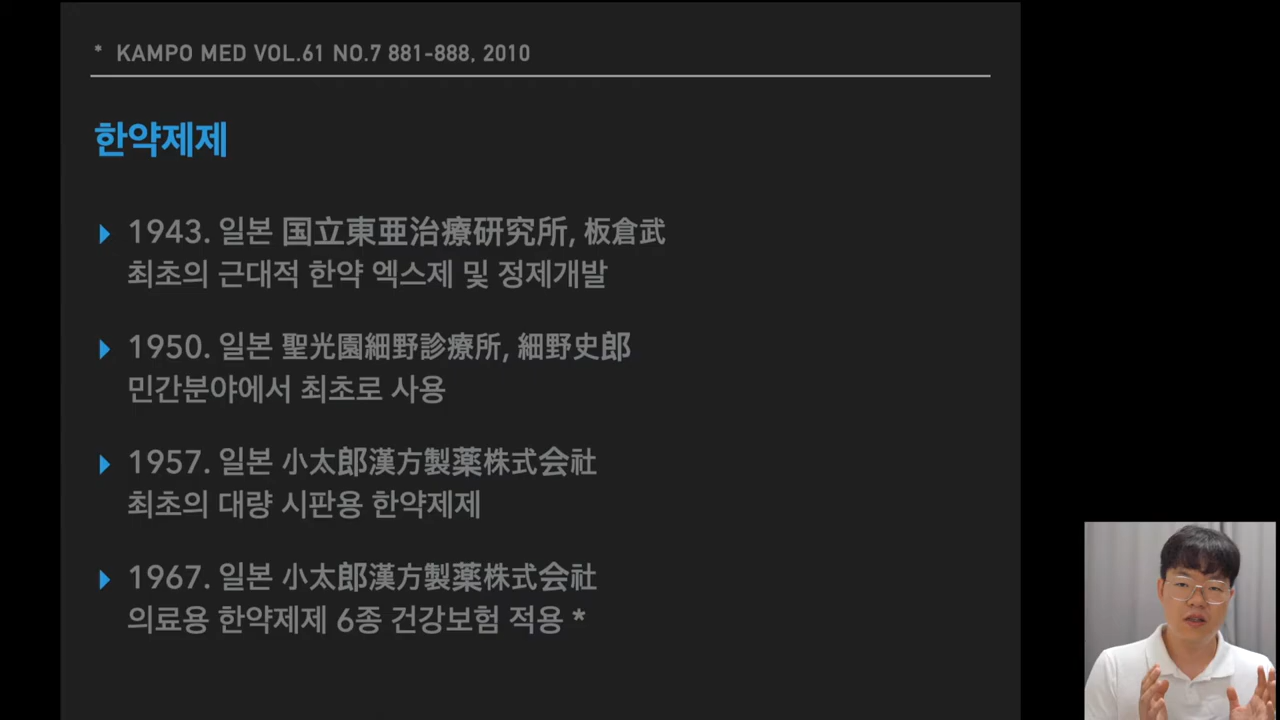 * KAMPO MED VOL.61 NO.7 881-888, 2010
한약제제
1943. 일본 国立東亜治療研究所, 板倉武
최초의 근대적 한약 엑스제 및 정제개발
1950. 일본 聖光園細野診療所, 細野史郎
민간분야에서 최초로 사용
1957. 일본 小太郎漢方製薬株式会社
최초의 대량 시판용 한약제제
1967. 일본 小太郎漢方製薬株式会社
의료용 한약제제 6종 건강보험 적용 *